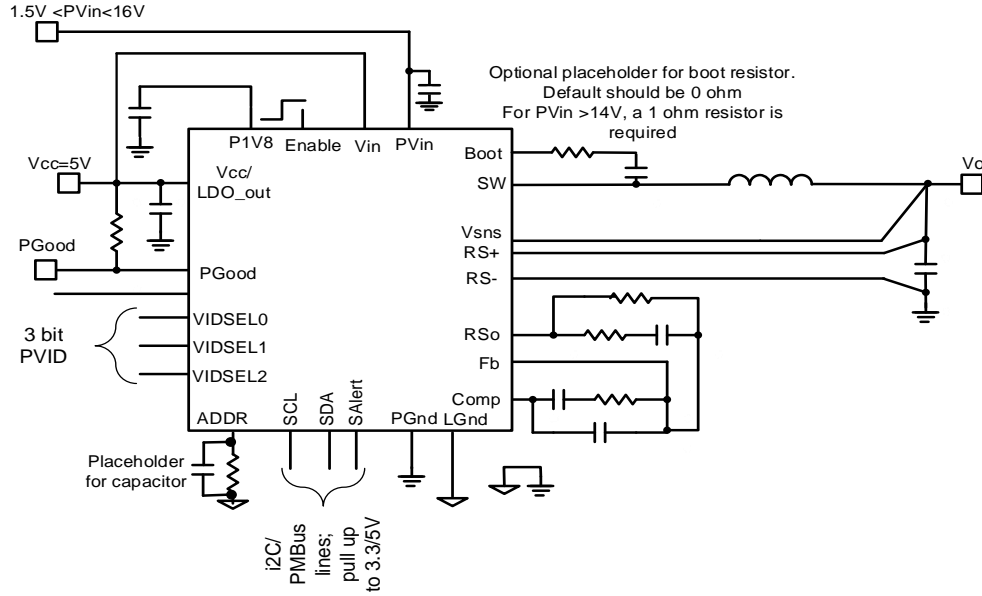 1.5V <PVin<16V
Optional placeholder for boot resistor.
Default should be 0 ohm
For PVin >14V, a 1 ohm resistor is
required
P1V8
Enable
Vin
PVin
Boot
Vcc=5V
Vcc/
LDO_out
SW
Vo
Vsns
PGood
RS+
PGood
RS-
3 bit
PVID
VIDSEL0
VIDSEL1
VIDSEL2
RSo
Fb
Comp
ADDR
SCL
SDA
SAlert
PGnd
LGnd
Placeholder
for capacitor
i2C/
PMBus
lines;
pull up
to 3.3/5V